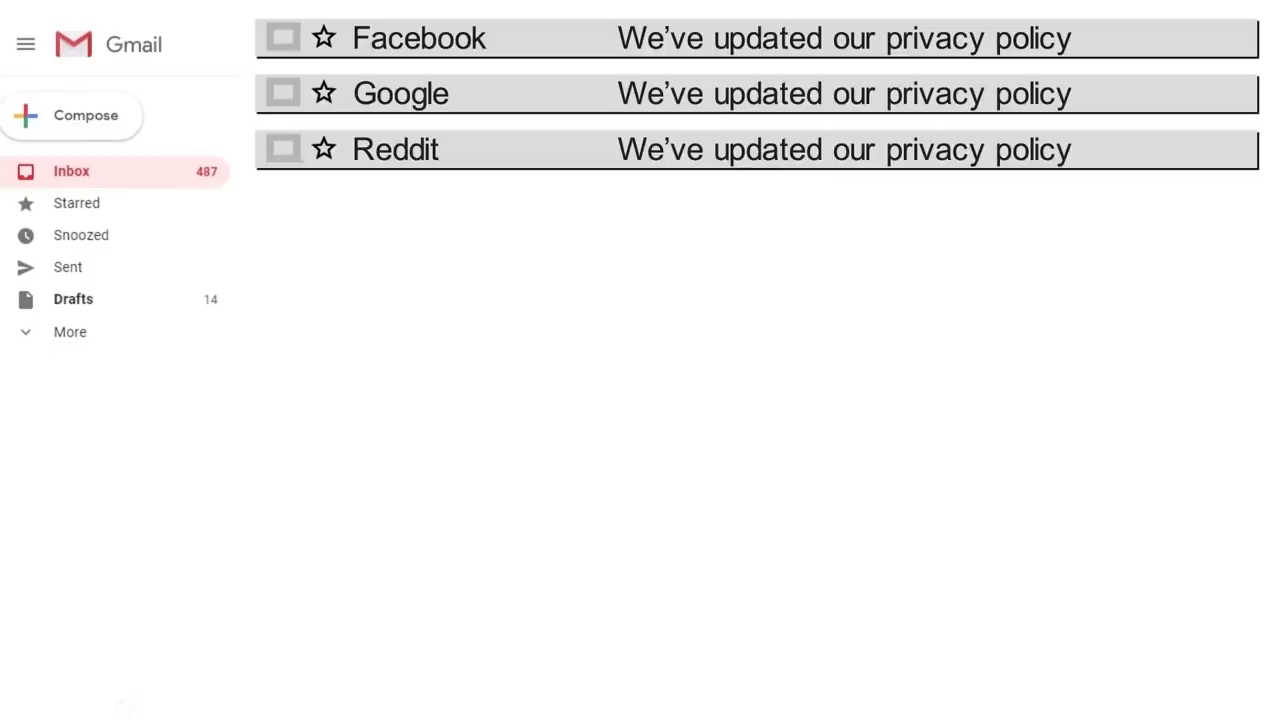 Gmail
Compose
Inbox 487
Starred
Snoozed
Sent
Drafts 14
More
Facebook We’ve updated our privacy policy
Google We’ve updated our privacy policy
Reddit We’ve updated our privacy policy